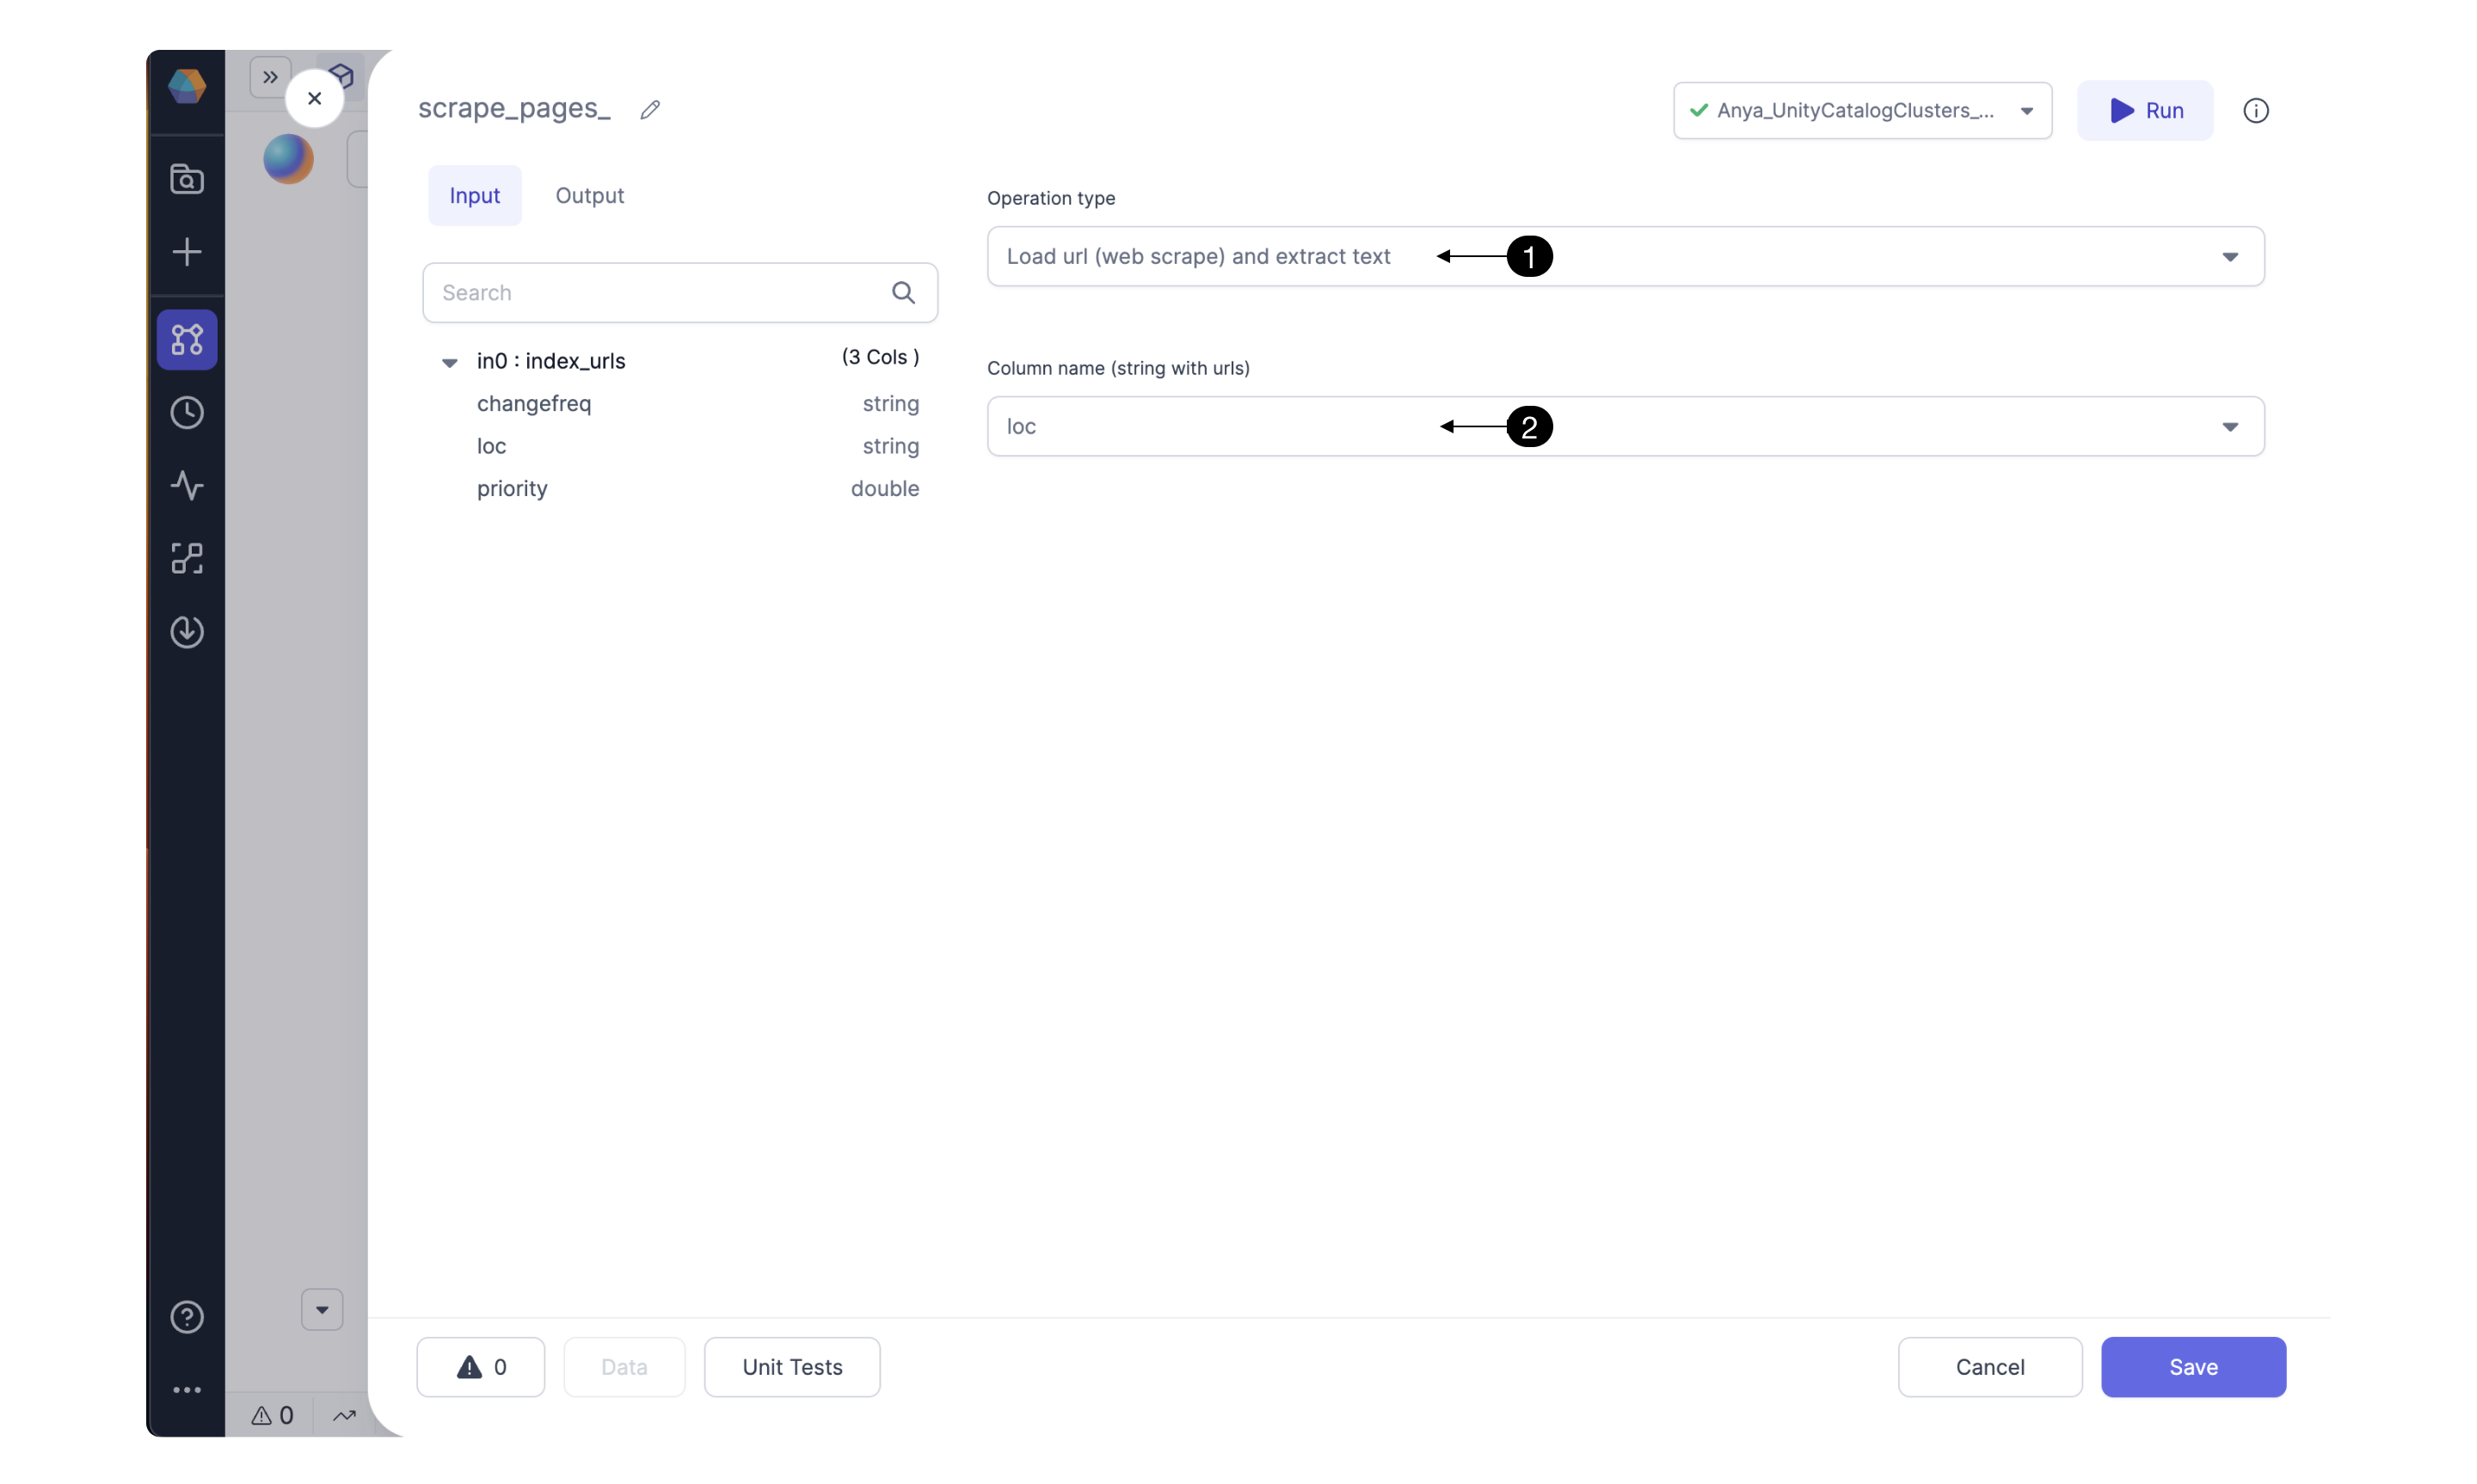 scrape_pages_
Anya_UnityCatalogClusters_...
Run
Input
Output
Search
in0 : index_urls
(3 Cols )
changefreq
string
loc
string
priority
double
Operation type
Load url (web scrape) and extract text
1
Column name (string with urls)
loc
2
0
Data
Unit Tests
Cancel
Save
0